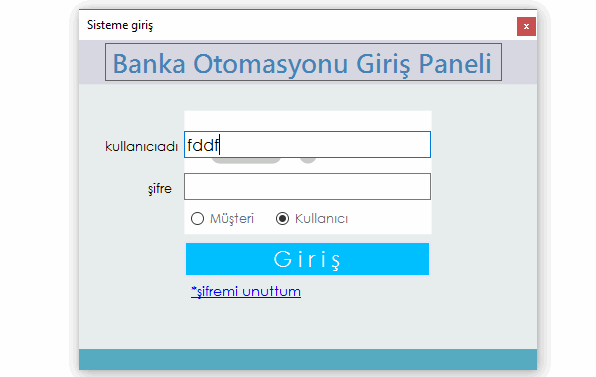 Sisteme giriş
x
Banka Otomasyonu Giriş Paneli
kullanıcıadı fddf
şifre
Müşteri Kullanıcı
Giriş
*şifremi unuttum